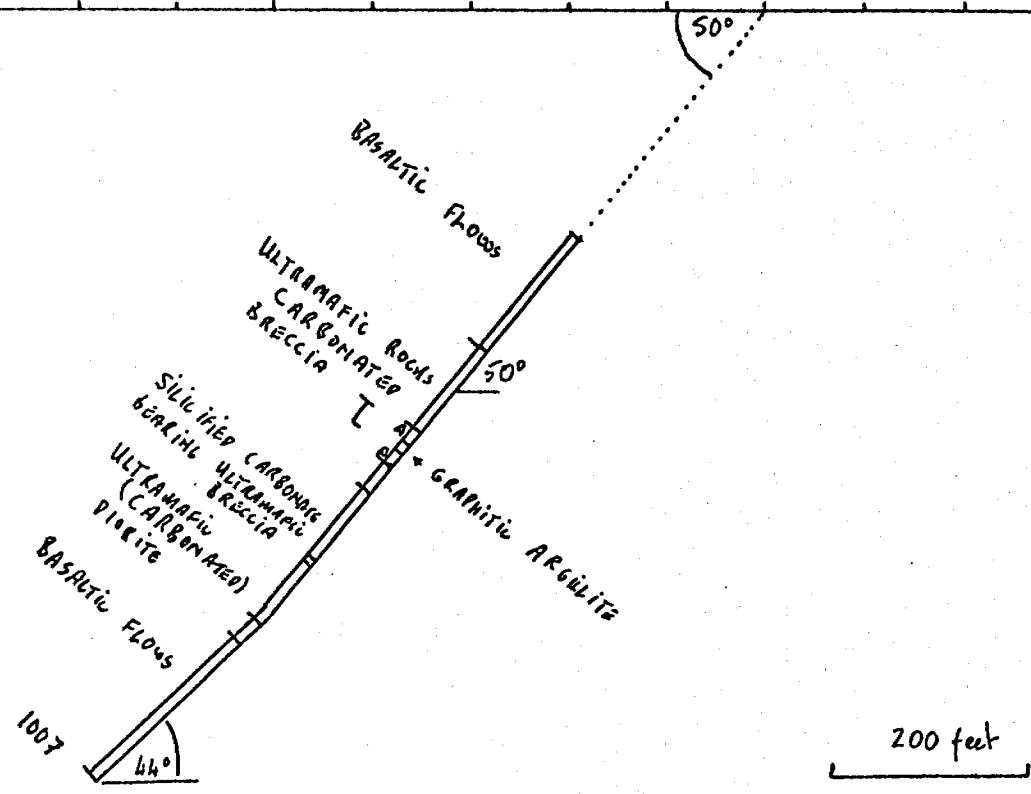 50°
BASALTIC FLOWS
ULTRAMAFIC ROCKS
CARBONATED
BRECCIA
50°
A
GRAPHITIC ARGILITE
SILICIFIED CARBONATE
BEARING ULTRAMAFIC
BRECCIA
ULTRAMAFIC
(CARBONATED)
DIORITE
BASALTIC FLOWS
1007
44°
200 feet